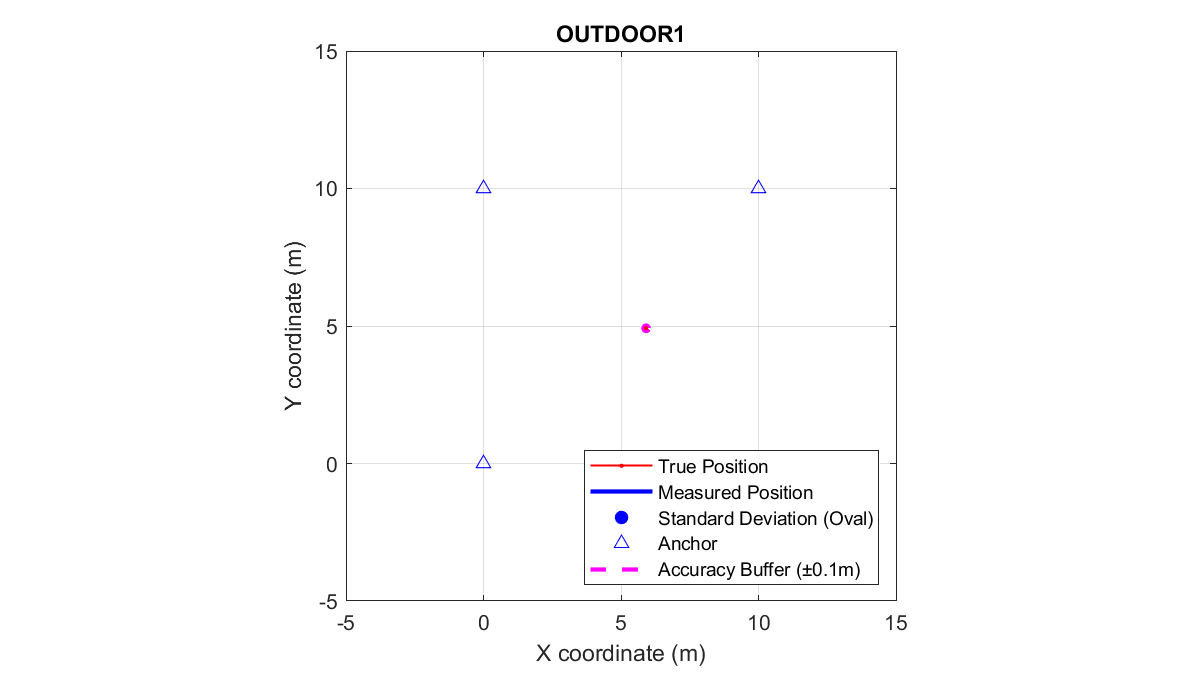 OUTDOOR1
15
10
5
0
-5
Y coordinate (m)
True Position
Measured Position
Standard Deviation (Oval)
Anchor
Accuracy Buffer (±0.1m)
-5
0
5
10
15
X coordinate (m)